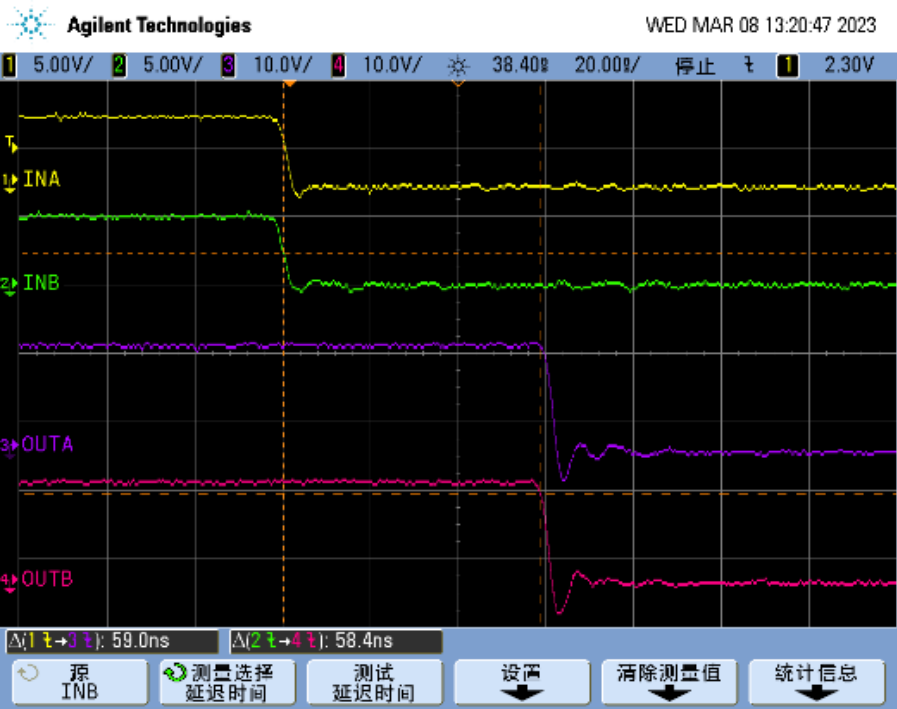 Agilent Technologies
WED MAR 08 13:20:47 2023
1 5.00V/ 2 5.00V/ 3 10.0V/ 4 10.0V/ 38.40s 20.00s/ 停止 1 2.30V
T
1 INA
2 INB
3 OUTA
4 OUTB
Δ(1→3): 59.0ns Δ(2→4): 58.4ns
源
INB
测量选择
延迟时间
测试
延迟时间
设置
清除测量值
统计信息